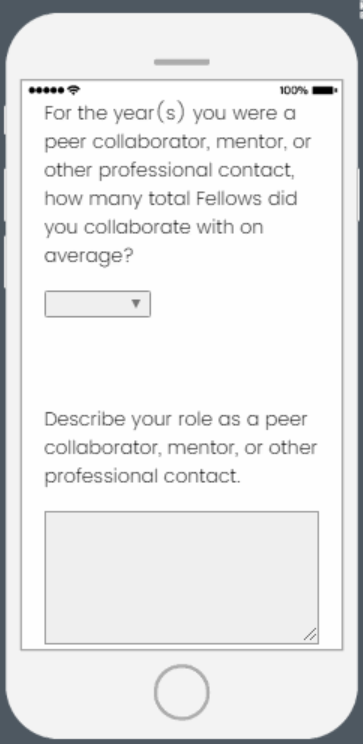 100%
For the year(s) you were a
peer collaborator, mentor, or
other professional contact,
how many total Fellows did
you collaborate with on
average?
Describe your role as a peer
collaborator, mentor, or other
professional contact.